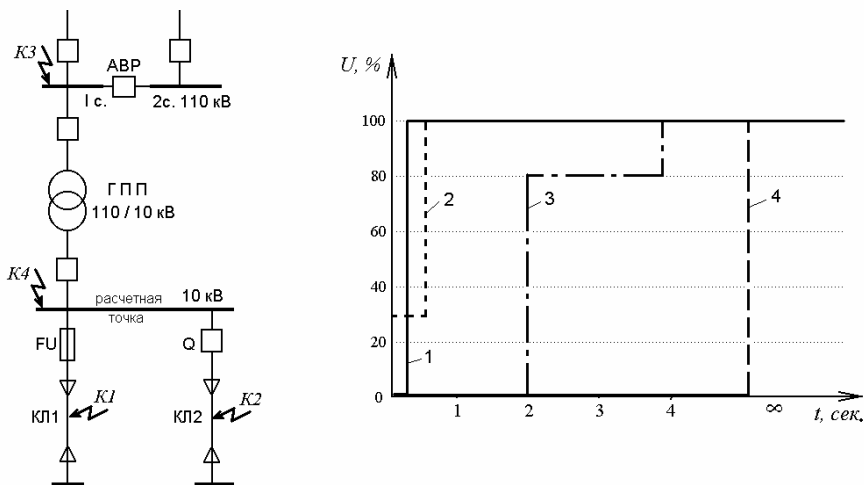 К3
АВР
I с.
2с. 110 кВ
ГПП
110 / 10 кВ
К4
расчетная
10 кВ
точка
FU
Q
К1
К2
КЛ1
КЛ2
U, %
100
80
60
40
20
0
1
2
3
4
1
2
3
4
∞
t, сек.